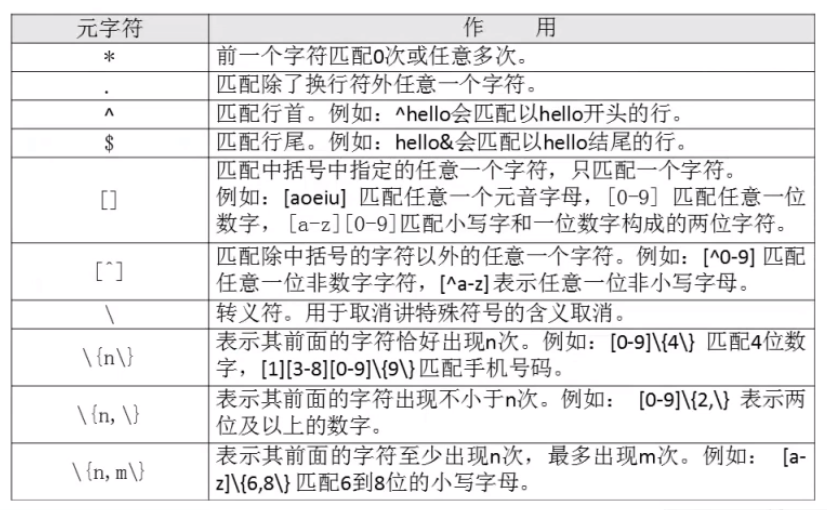 元字符 作 用
* 前一个字符匹配0次或任意多次。
. 匹配除了换行符外任意一个字符。
^ 匹配行首。例如：^hello会匹配以hello开头的行。
$ 匹配行尾。例如：hello&会匹配以hello结尾的行。
[] 匹配中括号中指定的任意一个字符，只匹配一个字符。
例如：[aoeiu] 匹配任意一个元音字母，[0-9] 匹配任意一位
数字，[a-z][0-9]匹配小写字和一位数字构成的两位字符。
[^] 匹配除中括号的字符以外的任意一个字符。例如：[^0-9] 匹配
任意一位非数字字符，[^a-z]表示任意一位非小写字母。
\ 转义符。用于取消讲特殊符号的含义取消。
\{n\} 表示其前面的字符恰好出现n次。例如：[0-9]\{4\} 匹配4位数
字，[1][3-8][0-9]\{9\}匹配手机号码。
\{n,\} 表示其前面的字符出现不小于n次。例如： [0-9]\{2,\} 表示两
位及以上的数字。
\{n,m\} 表示其前面的字符至少出现n次，最多出现m次。例如： [a-
z]\{6,8\} 匹配6到8位的小写字母。